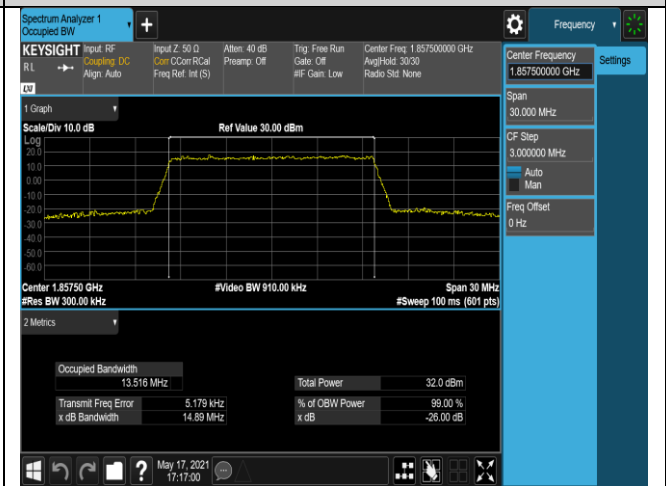 Spectrum Analyzer 1
Occupied BW
+
Frequency
KEYSIGHT
RL
LXI
Input: RF
Coupling: DC
Align: Auto
Input Z: 50 Ω
Corr CCorr RCal
Freq Ref: Int (S)
Atten: 40 dB
Preamp: Off
Trig: Free Run
Gate: Off
#IF Gain: Low
Center Freq: 1.857500000 GHz
Avg|Hold: 30/30
Radio Std: None
Center Frequency
1.857500000 GHz
Settings
Span
30.000 MHz
CF Step
3.000000 MHz
Auto
Man
Freq Offset
0 Hz
1 Graph
Scale/Div 10.0 dB
Ref Value 30.00 dBm
Log
20.0
10.0
0.00
-10.0
-20.0
-30.0
-40.0
-50.0
-60.0
Center 1.85750 GHz
#Video BW 910.00 kHz
Span 30 MHz
#Res BW 300.00 kHz
#Sweep 100 ms (601 pts)
2 Metrics
Occupied Bandwidth
13.516 MHz
Total Power 32.0 dBm
Transmit Freq Error 5.179 kHz
% of OBW Power 99.00 %
x dB Bandwidth 14.89 MHz
x dB -26.00 dB
?
May 17, 2021
17:17:00